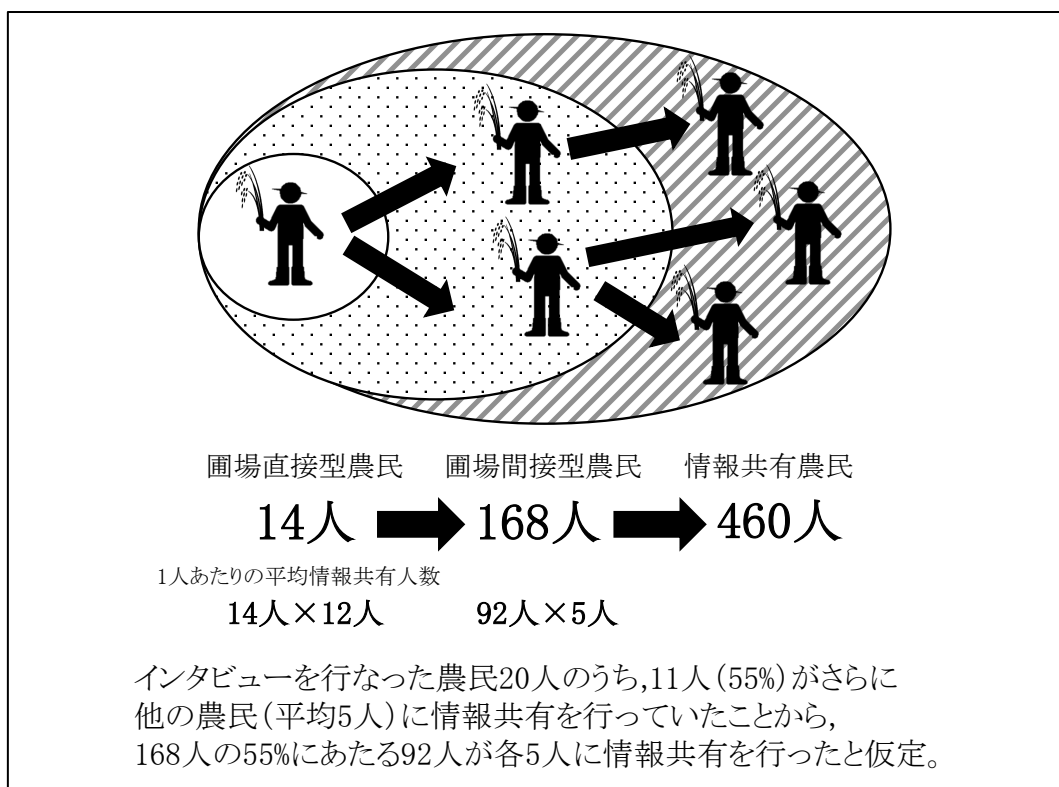 圃場直接型農民 圃場間接型農民 情報共有農民
14人 168人 460人
1人あたりの平均情報共有人数
14人×12人 92人×5人
インタビューを行なった農民20人のうち,11人(55%)がさらに
他の農民(平均5人)に情報共有を行っていたことから,
168人の55%にあたる92人が各5人に情報共有を行ったと仮定。